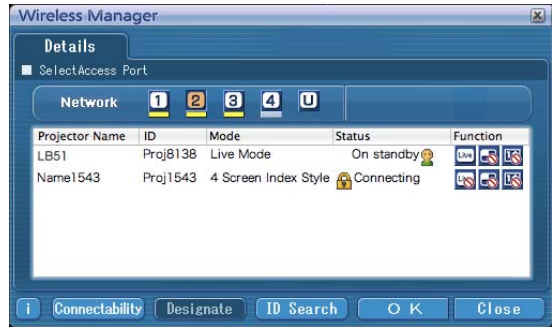 Wireless Manager
Details
SelectAccess Port
Network 1 2 3 4 U
Projector Name ID Mode Status Function
LB51 Proj8138 Live Mode On standby Live
Name1543 Proj1543 4 Screen Index Style Connecting
i Connectability Designate ID Search OK Close